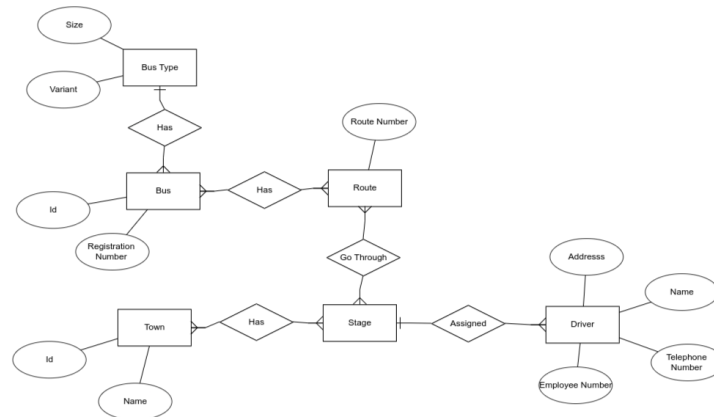 Size
Bus Type
Variant
Has
Route Number
Bus
Has
Route
Id
Registration
Number
Go Through
Addresss
Name
Town
Has
Stage
Assigned
Driver
Id
Name
Employee Number
Telephone
Number